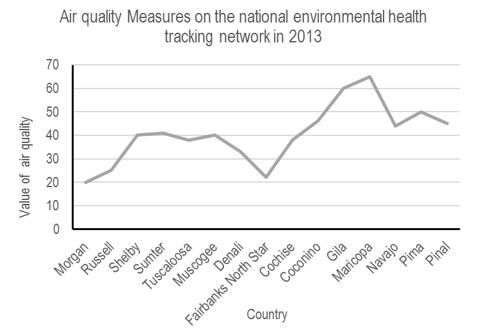 Air quality Measures on the national environmental health
tracking network in 2013
Value of air quality
70
60
50
40
30
20
10
0
Morgan
Russell
Shelby
Sumter
Tuscaloosa
Muscogee
Denali
Fairbanks North Star
Cochise
Coconino
Gila
Maricopa
Navajo
Pima
Pinal
Country